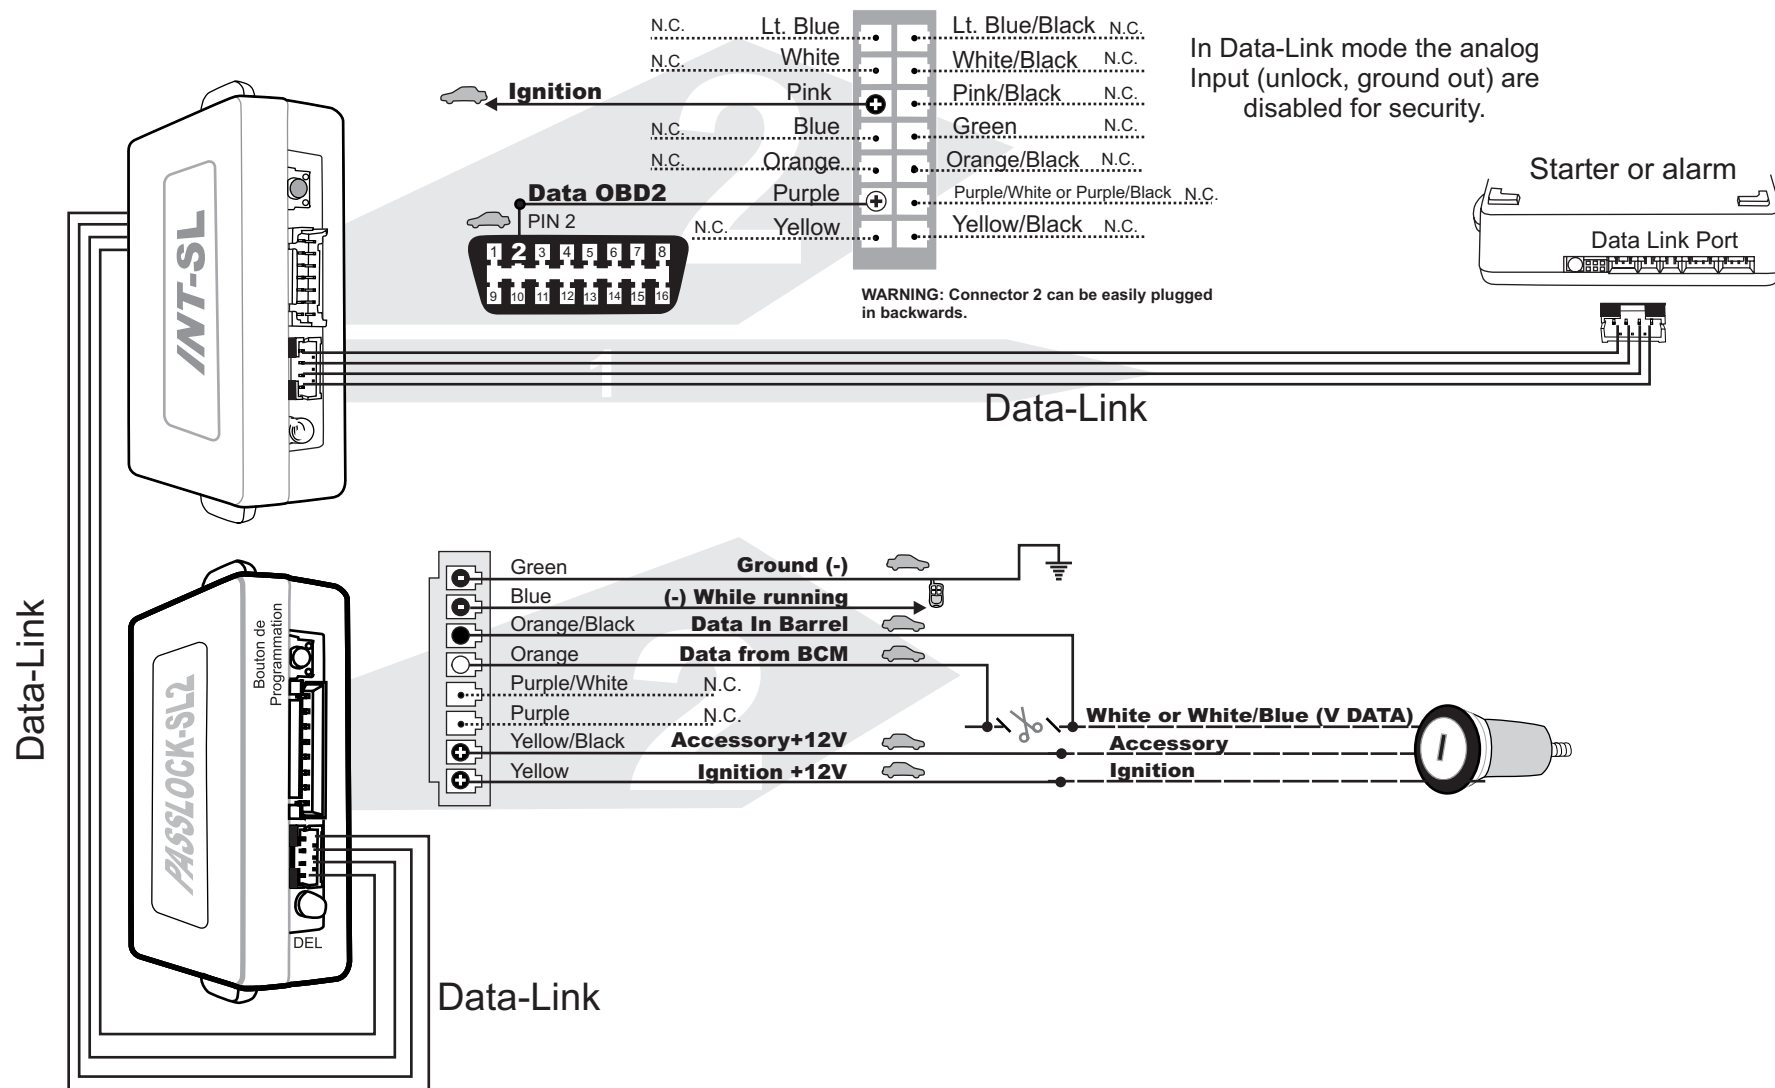 N.C. Lt. Blue Lt. Blue/Black N.C.
N.C. White White/Black N.C.
Ignition Pink Pink/Black N.C.
N.C. Blue Green N.C.
N.C. Orange Orange/Black N.C.
Data OBD2 Purple Purple/White or Purple/Black N.C.
PIN 2
N.C. Yellow Yellow/Black N.C.
1 2 3 4 5 6 7 8
9 10 11 12 13 14 15 16
2
WARNING: Connector 2 can be easily plugged
in backwards.
In Data-Link mode the analog
Input (unlock, ground out) are
disabled for security.
Starter or alarm
Data Link Port
INT-SL
1
Data-Link
Data-Link
Green Ground (-)
Blue (-) While running
Orange/Black Data In Barrel
Orange Data from BCM
Purple/White N.C.
Purple N.C.
Yellow/Black Accessory+12V
Yellow Ignition +12V
2
White or White/Blue (V DATA)
Accessory
Ignition
Bouton de
Programmation
PASSLOCK-SL2
DEL
Data-Link